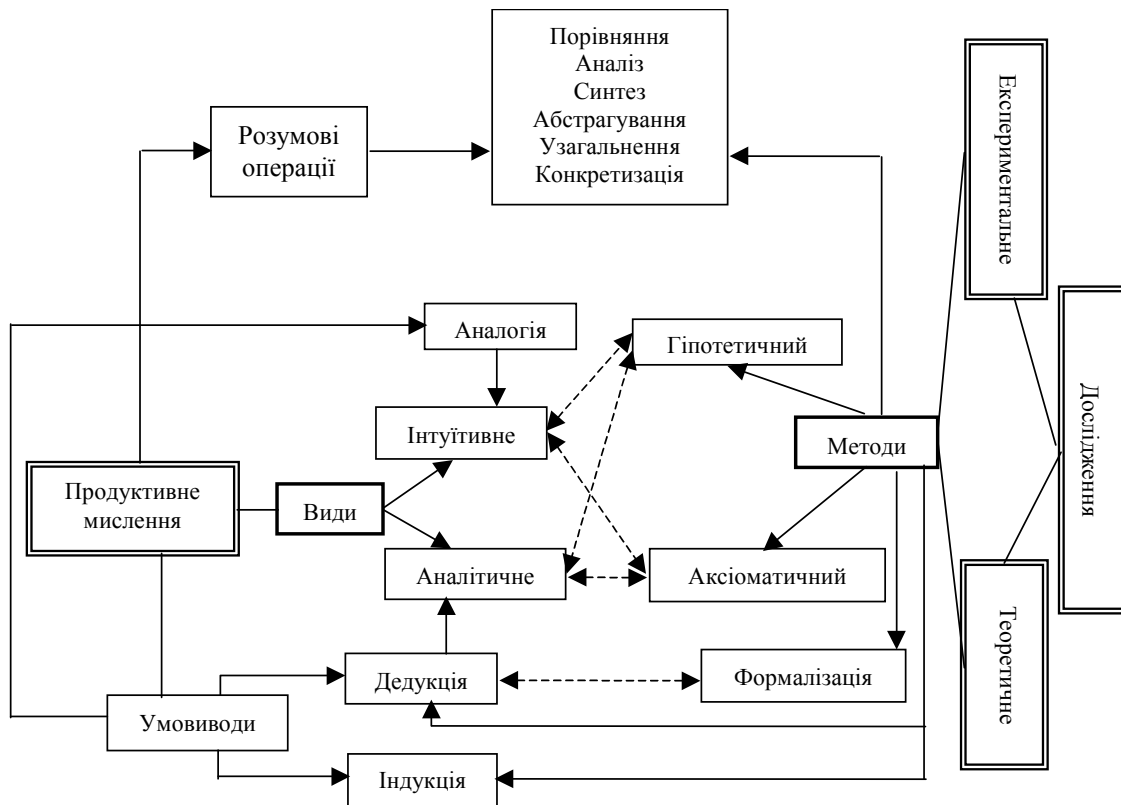 Порівняння
Аналіз
Синтез
Абстрагування
Узагальнення
Конкретизація
Розумові
операції
Експериментальне
Аналогія
Гіпотетичний
Дослідження
Інтуїтивне
Методи
Продуктивне
мислення
Види
Аналітичне
Аксіоматичний
Теоретичне
Дедукція
Формалізація
Умовиводи
Індукція